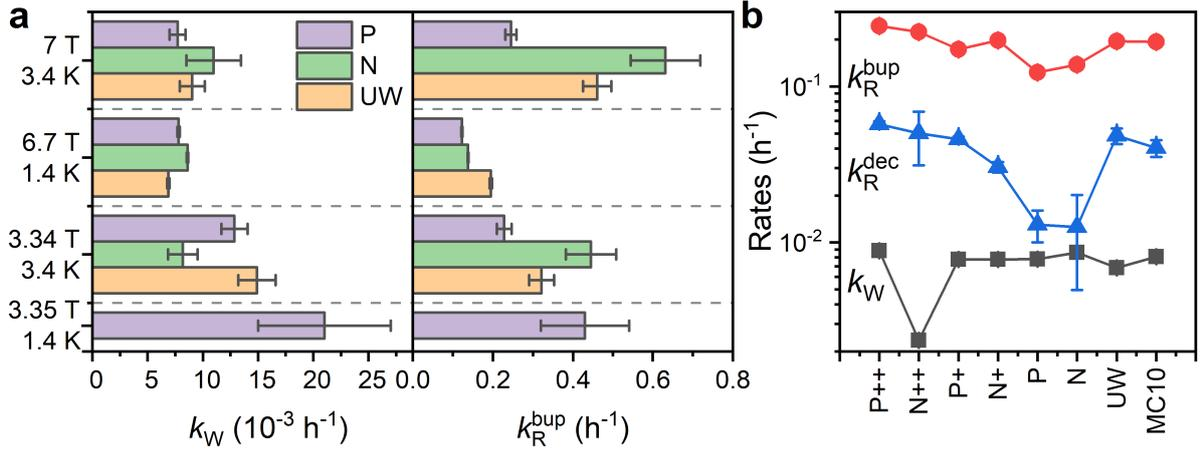 a
7 T
3.4 K
6.7 T
1.4 K
3.34 T
3.4 K
3.35 T
1.4 K
P
N
UW
0 5 10 15 20 25
0.0 0.2 0.4 0.6 0.8
kW (10-3 h-1)
kRbup (h-1)
b
Rates (h-1)
10-1
10-2
kRbup
kRdec
kW
P++
N++
P+
N+
P
N
UW
MC10